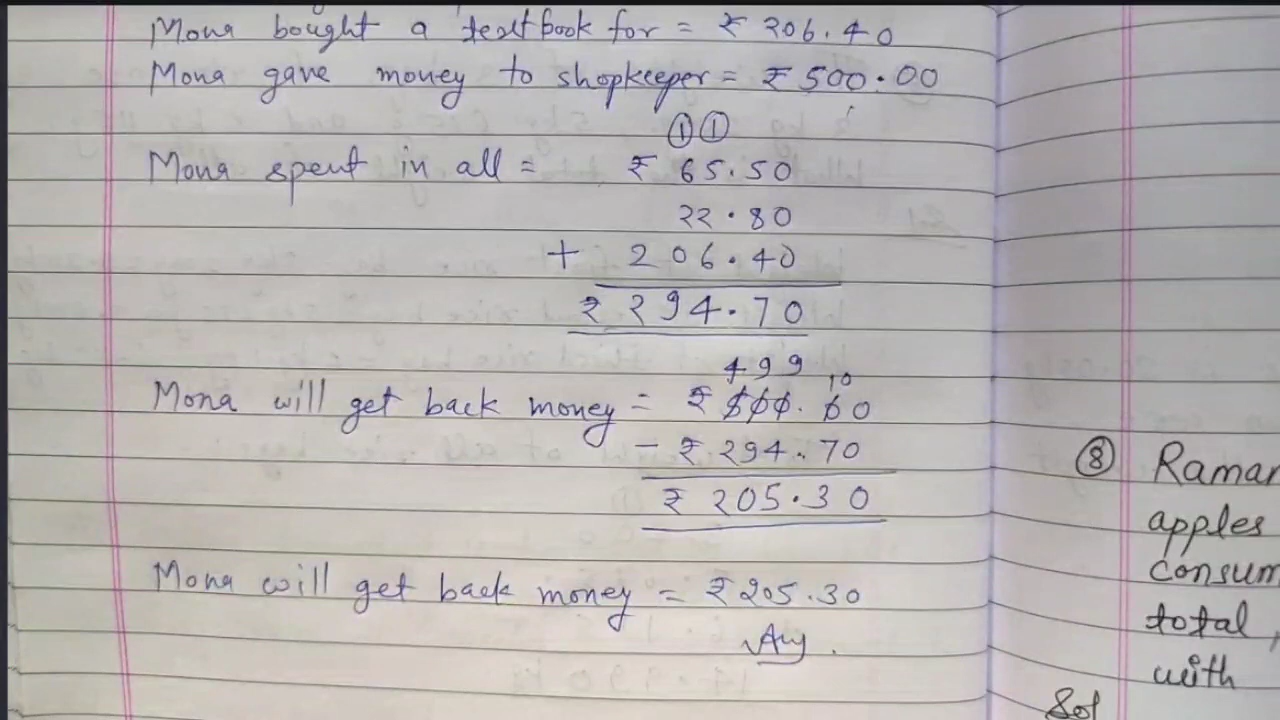 Mona bought a textbook for = ₹ 206.40
Mona gave money to shopkeeper = ₹ 500.00
① ①
Mona spent in all = ₹ 65.50
22.80
+ 206.40
₹ 294.70
4 9 9 10
Mona will get back money = ₹ 500.00
- ₹ 294.70
₹ 205.30
Mona will get back money = ₹ 205.30
Ans.
⑧ Raman
apples
consum
total,
with
Sol